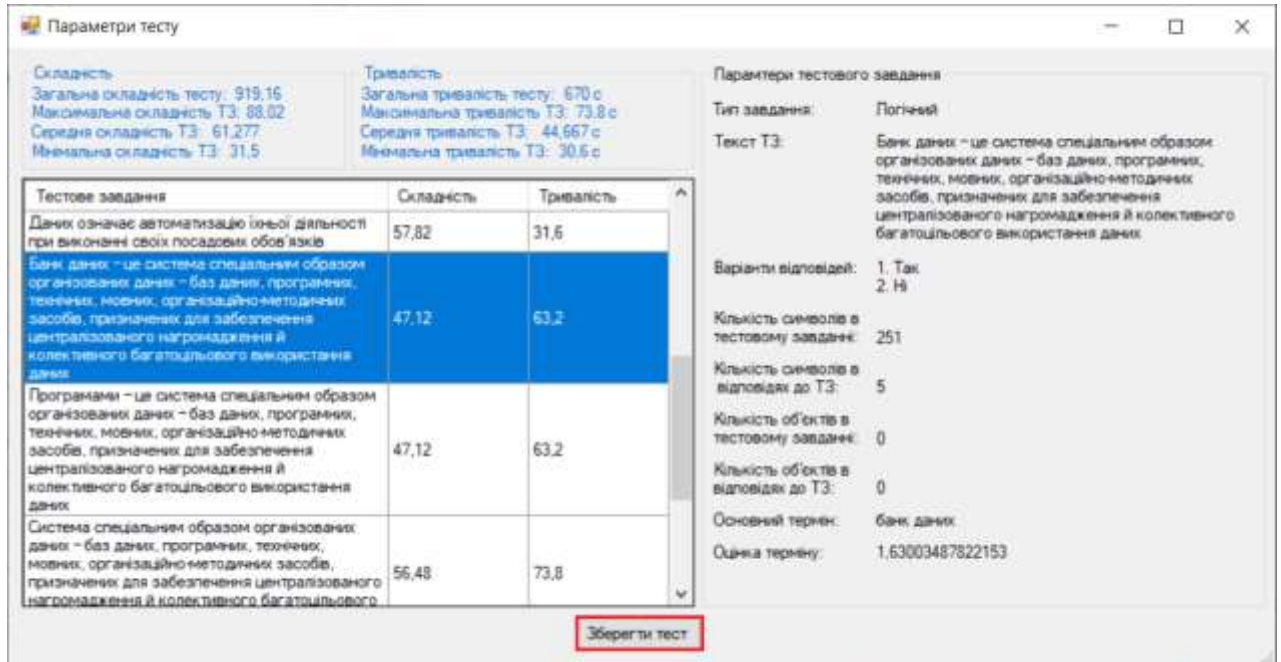 Параметри тесту
Складність
Загальна складність тесту: 919,16
Максимальна складність ТЗ: 88,02
Середня складність ТЗ: 61,277
Мінімальна складність ТЗ: 31,5
Тривалість
Загальна тривалість тесту: 670 с
Максимальна тривалість ТЗ: 73,8 с
Середня тривалість ТЗ: 44,667 с
Мінімальна тривалість ТЗ: 30,6 с
Тестове завдання Складність Тривалість
Даних означає автоматизацію їхньої діяльності
при виконанні своїх посадових обов'язків
57,82 31,6
Банк даних – це система спеціальним образом
організованих даних – баз даних, програмних,
технічних, мовних, організаційно-методичних
засобів, призначених для забезпечення
централізованого нагромадження й
колективного багатоцільового використання
даних
47,12 63,2
Програмами – це система спеціальним образом
організованих даних – баз даних, програмних,
технічних, мовних, організаційно-методичних
засобів, призначених для забезпечення
централізованого нагромадження й
колективного багатоцільового використання
даних
47,12 63,2
Система спеціальним образом організованих
даних – баз даних, програмних, технічних,
мовних, організаційно-методичних засобів,
призначених для забезпечення централізованого
нагромадження й колективного багатоцільового
56,48 73,8
Парамтери тестового завдання
Тип завдання: Логічний
Текст ТЗ: Банк даних – це система спеціальним образом
організованих даних – баз даних, програмних,
технічних, мовних, організаційно-методичних
засобів, призначених для забезпечення
централізованого нагромадження й колективного
багатоцільового використання даних
Варіанти відповідей: 1. Так
2. Ні
Кількість символів в
тестовому завданні: 251
Кількість символів в
відповідях до ТЗ: 5
Кількість об'єктів в
тестовому завданні: 0
Кількість об'єктів в
відповідях до ТЗ: 0
Основний термін: банк даних
Оцінка терміну: 1,63003487822153
Зберегти тест